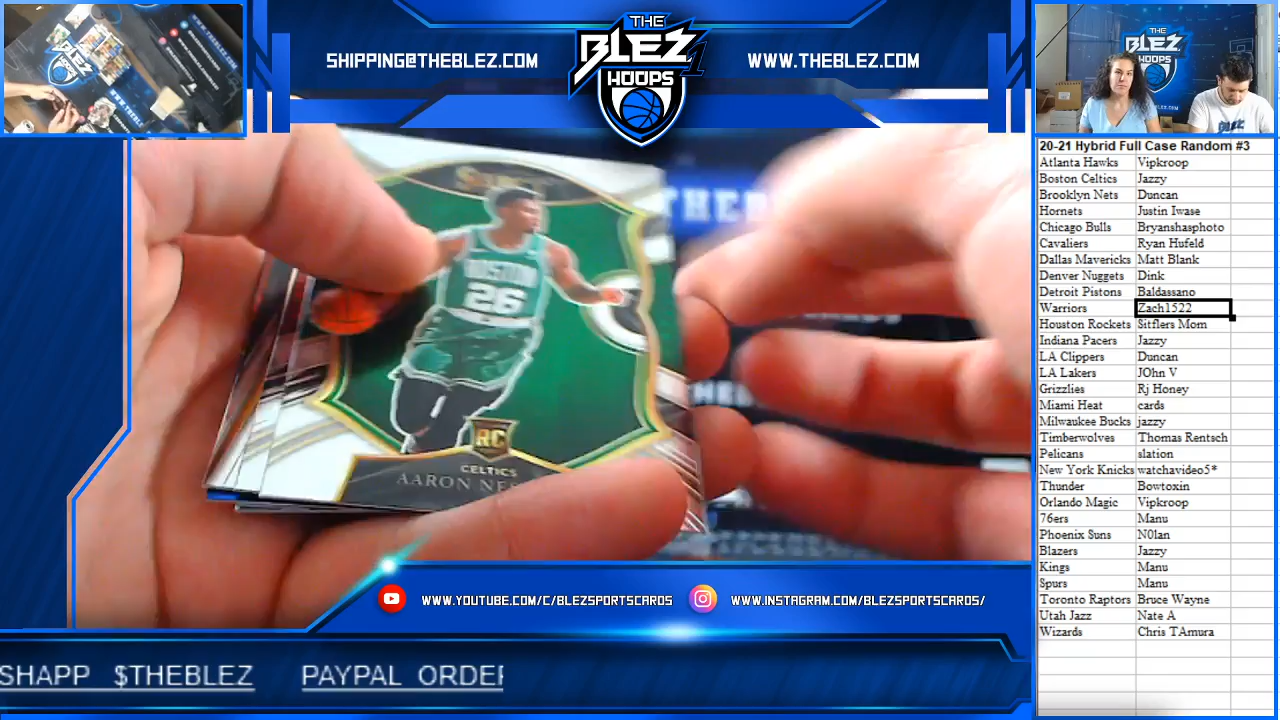 SHIPPING@THEBLEZ.COM
THE
BLEZ
HOOPS
WWW.THEBLEZ.COM
BLEZ
BLEZ
20-21 Hybrid Full Case Random #3
Atlanta Hawks Vipkroop
Boston Celtics Jazzy
Brooklyn Nets Duncan
Hornets Justin Iwase
Chicago Bulls Bryanshasphoto
Cavaliers Ryan Hufeld
Dallas Mavericks Matt Blank
Denver Nuggets Dink
Detroit Pistons Baldassano
Warriors Zach1522
Houston Rockets Sitflers Mom
Indiana Pacers Jazzy
LA Clippers Duncan
LA Lakers JOhn V
Grizzlies Rj Honey
Miami Heat cards
Milwaukee Bucks jazzy
Timberwolves Thomas Rentsch
Pelicans slation
New York Knicks watchavideo5*
Thunder Bowtoxin
Orlando Magic Vipkroop
76ers Manu
Phoenix Suns N0lan
Blazers Jazzy
Kings Manu
Spurs Manu
Toronto Raptors Bruce Wayne
Utah Jazz Nate A
Wizards Chris TAmura
SELECT
BOSTON
26
RC
CELTICS
AARON NES
WWW.YOUTUBE.COM/C/BLEZSPORTSCARDS
WWW.INSTAGRAM.COM/BLEZSPORTSCARDS/
SHAPP $THEBLEZ PAYPAL ORDE